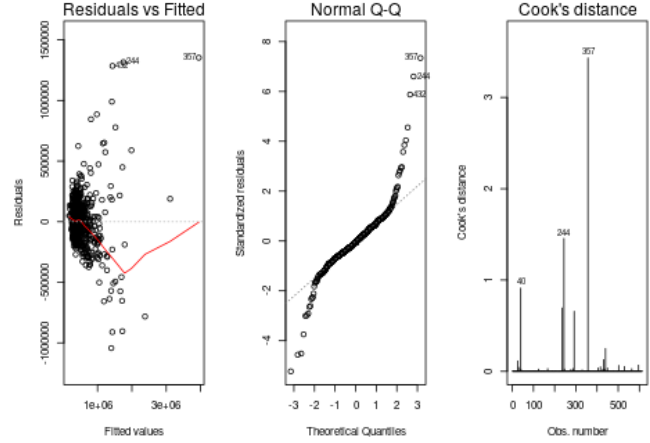 Residuals vs Fitted
Residuals
1500000
1000000
500000
0
-500000
-1000000
357
244
432
1e+06 3e+06
Fitted values
Normal Q-Q
Standardized residuals
8
6
4
2
0
-2
-4
357
244
432
-3 -2 -1 0 1 2 3
Theoretical Quantiles
Cook's distance
Cook's distance
3
2
1
0
357
244
40
0 100 300 500
Obs. number